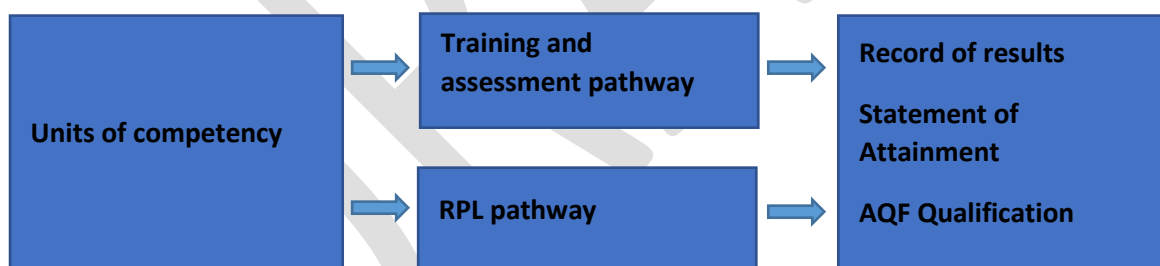 Units of competency
Training and
assessment pathway
RPL pathway
Record of results
Statement of
Attainment
AQF Qualification